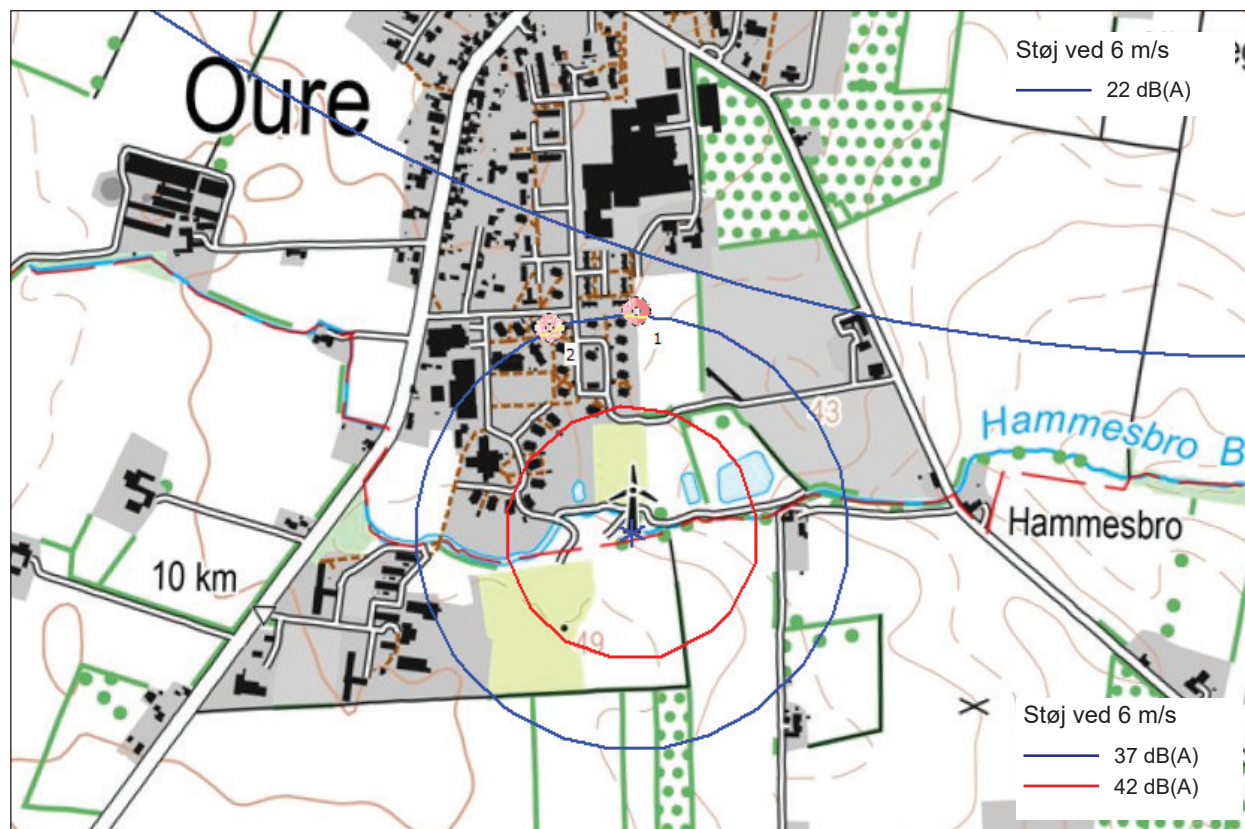 Oure
Støj ved 6 m/s
22 dB(A)
1
2
43
Hammesbro B
Hammesbro
10 km
49
Støj ved 6 m/s
37 dB(A)
42 dB(A)